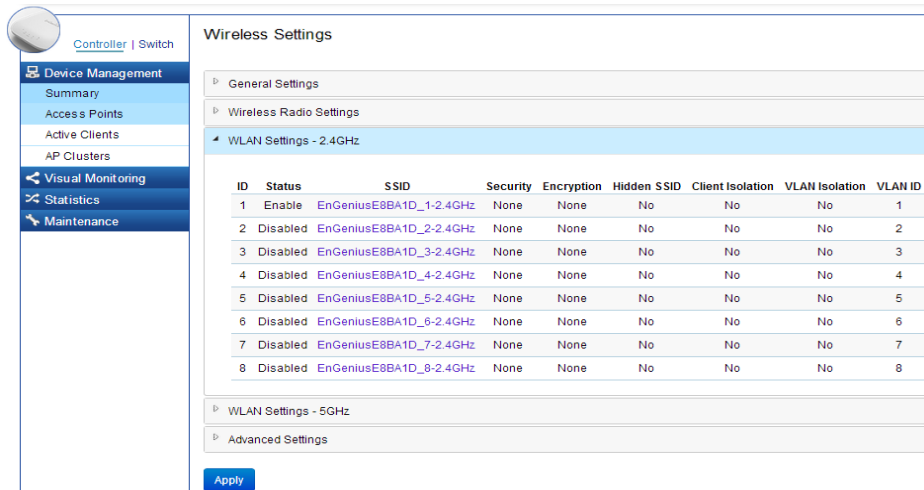 Controller | Switch
Wireless Settings
Device Management
Summary
Access Points
Active Clients
AP Clusters
Visual Monitoring
Statistics
Maintenance
General Settings
Wireless Radio Settings
WLAN Settings - 2.4GHz
ID Status SSID Security Encryption Hidden SSID Client Isolation VLAN Isolation VLAN ID
1 Enable EnGeniusE8BA1D_1-2.4GHz None None No No No 1
2 Disabled EnGeniusE8BA1D_2-2.4GHz None None No No No 2
3 Disabled EnGeniusE8BA1D_3-2.4GHz None None No No No 3
4 Disabled EnGeniusE8BA1D_4-2.4GHz None None No No No 4
5 Disabled EnGeniusE8BA1D_5-2.4GHz None None No No No 5
6 Disabled EnGeniusE8BA1D_6-2.4GHz None None No No No 6
7 Disabled EnGeniusE8BA1D_7-2.4GHz None None No No No 7
8 Disabled EnGeniusE8BA1D_8-2.4GHz None None No No No 8
WLAN Settings - 5GHz
Advanced Settings
Apply